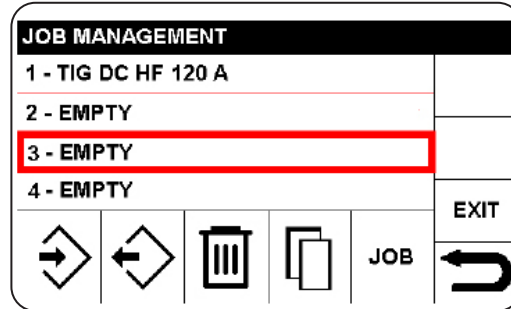 JOB MANAGEMENT
1 - TIG DC HF 120 A
2 - EMPTY
3 - EMPTY
4 - EMPTY
EXIT
JOB